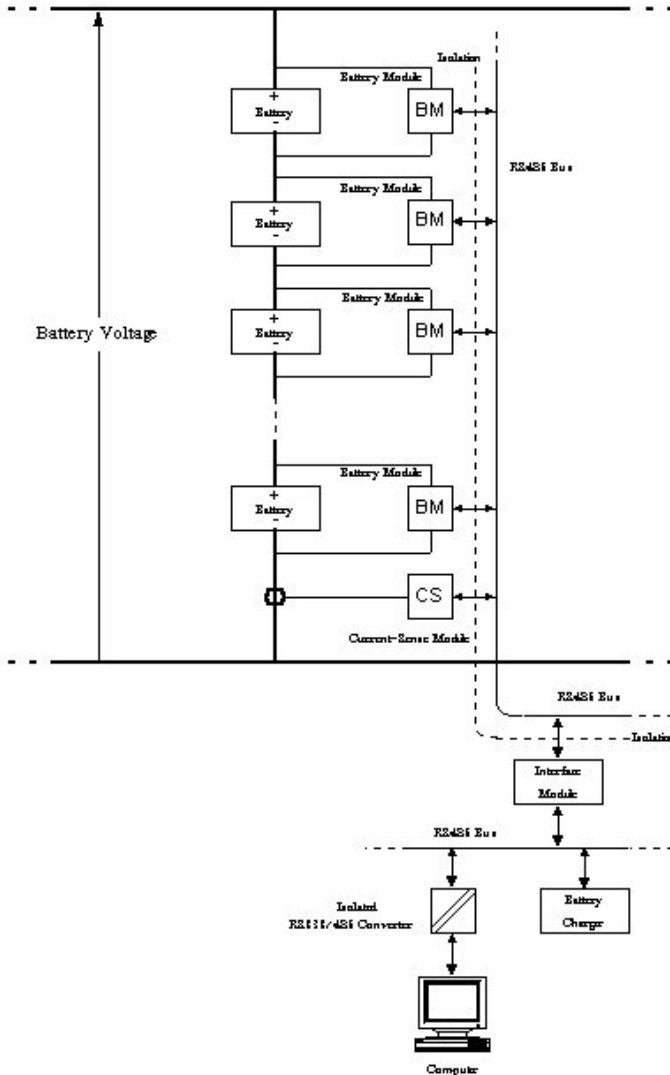 Isolation
Battery Module
+
Battery
-
BM
RS485 Bus
Battery Module
+
Battery
-
BM
Battery Module
+
Battery
-
BM
Battery Voltage
Battery Module
+
Battery
-
BM
CS
Current-Sense Module
RS485 Bus
Isolation
Interface
Module
RS485 Bus
Isolated
RS232/485 Converter
Battery
Charger
Computer